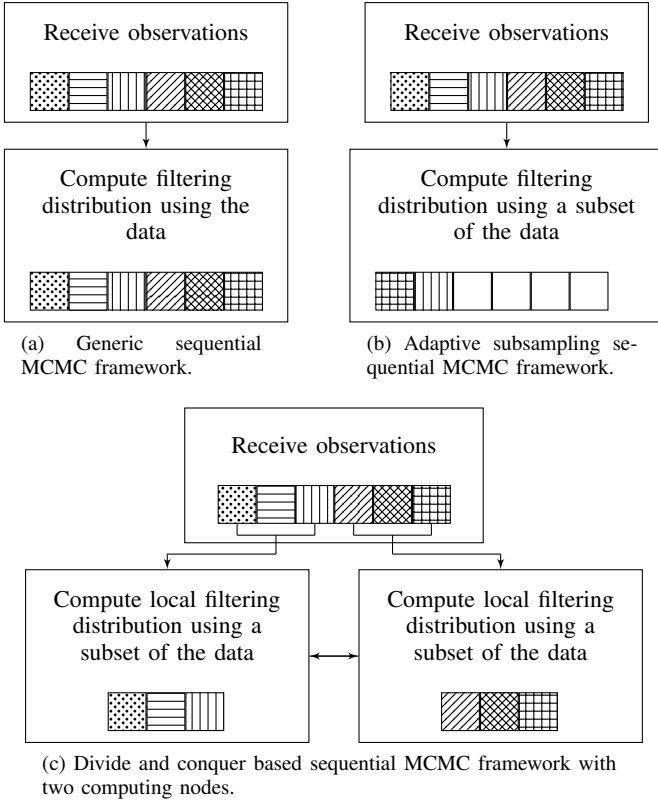 Receive observations
Receive observations
Compute filtering
distribution using the
data
Compute filtering
distribution using a subset
of the data
(a) Generic sequential
MCMC framework.
(b) Adaptive subsampling se-
quential MCMC framework.
Receive observations
Compute local filtering
distribution using a
subset of the data
Compute local filtering
distribution using a
subset of the data
(c) Divide and conquer based sequential MCMC framework with
two computing nodes.